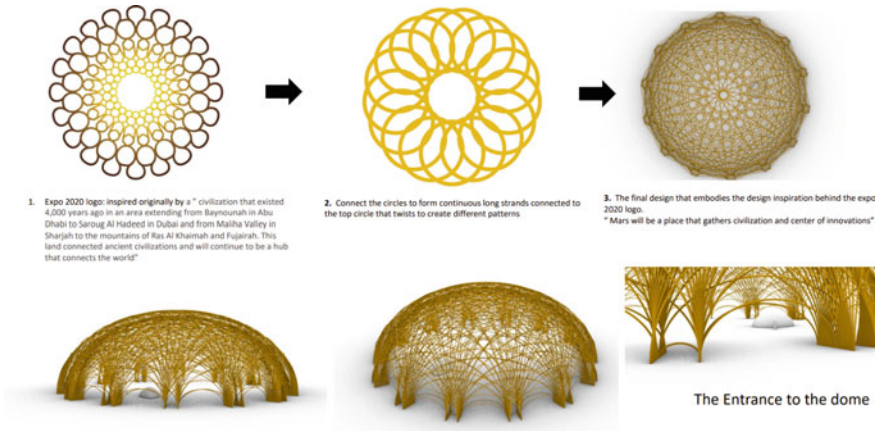 1. Expo 2020 logo: inspired originally by a " civilization that existed
4,000 years ago in an area extending from Baynounah in Abu
Dhabi to Saroug Al Hadeed in Dubai and from Maliha Valley in
Sharjah to the mountains of Ras Al Khaimah and Fujairah. This
land connected ancient civilizations and will continue to be a hub
that connects the world"
2. Connect the circles to form continuous long strands connected to
the top circle that twists to create different patterns
3. The final design that embodies the design inspiration behind the expo
2020 logo.
" Mars will be a place that gathers civilization and center of innovations"
The Entrance to the dome